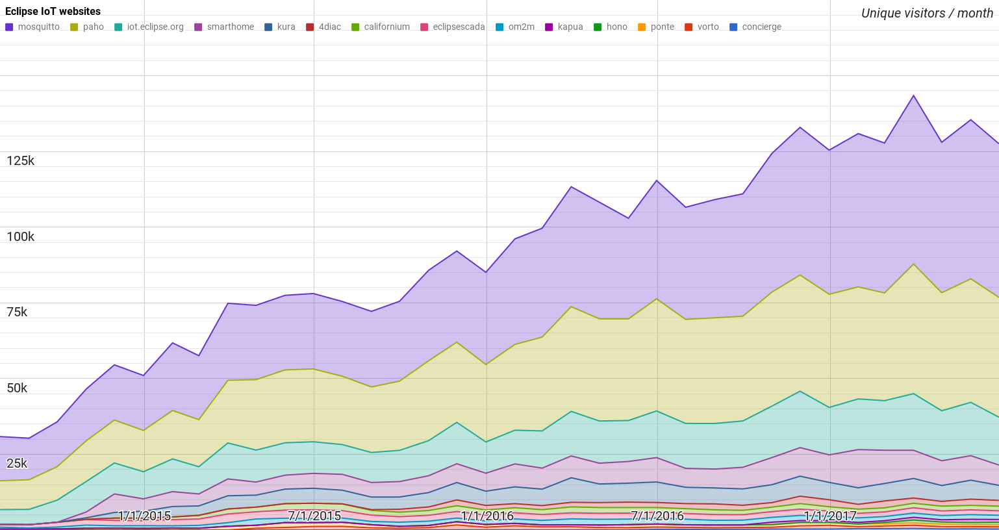 Eclipse IoT websites
Unique visitors / month
mosquitto paho iot.eclipse.org smarthome kura 4diac californium eclipsescada om2m kapua hono ponte vorto concierge
125k
100k
75k
50k
25k
1/1/2015 7/1/2015 1/1/2016 7/1/2016 1/1/2017